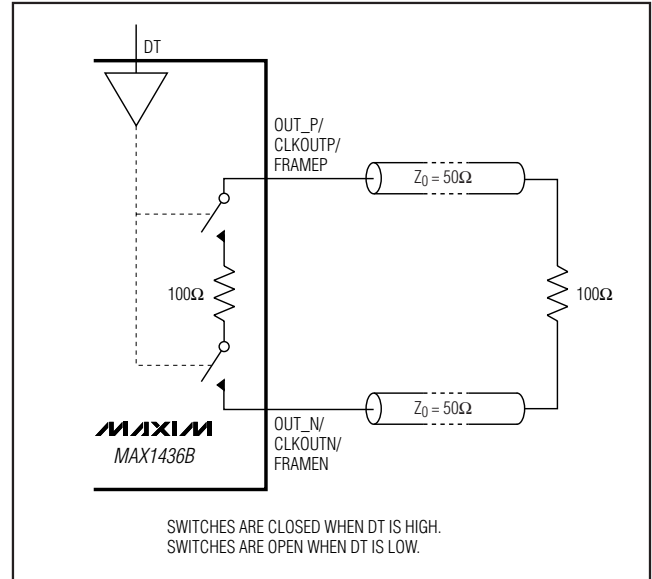 DT
OUT_P/
CLKOUTP/
FRAMEP
Z0 = 50Ω
100Ω
100Ω
Z0 = 50Ω
MAXIM
MAX1436B
OUT_N/
CLKOUTN/
FRAMEN
SWITCHES ARE CLOSED WHEN DT IS HIGH.
SWITCHES ARE OPEN WHEN DT IS LOW.